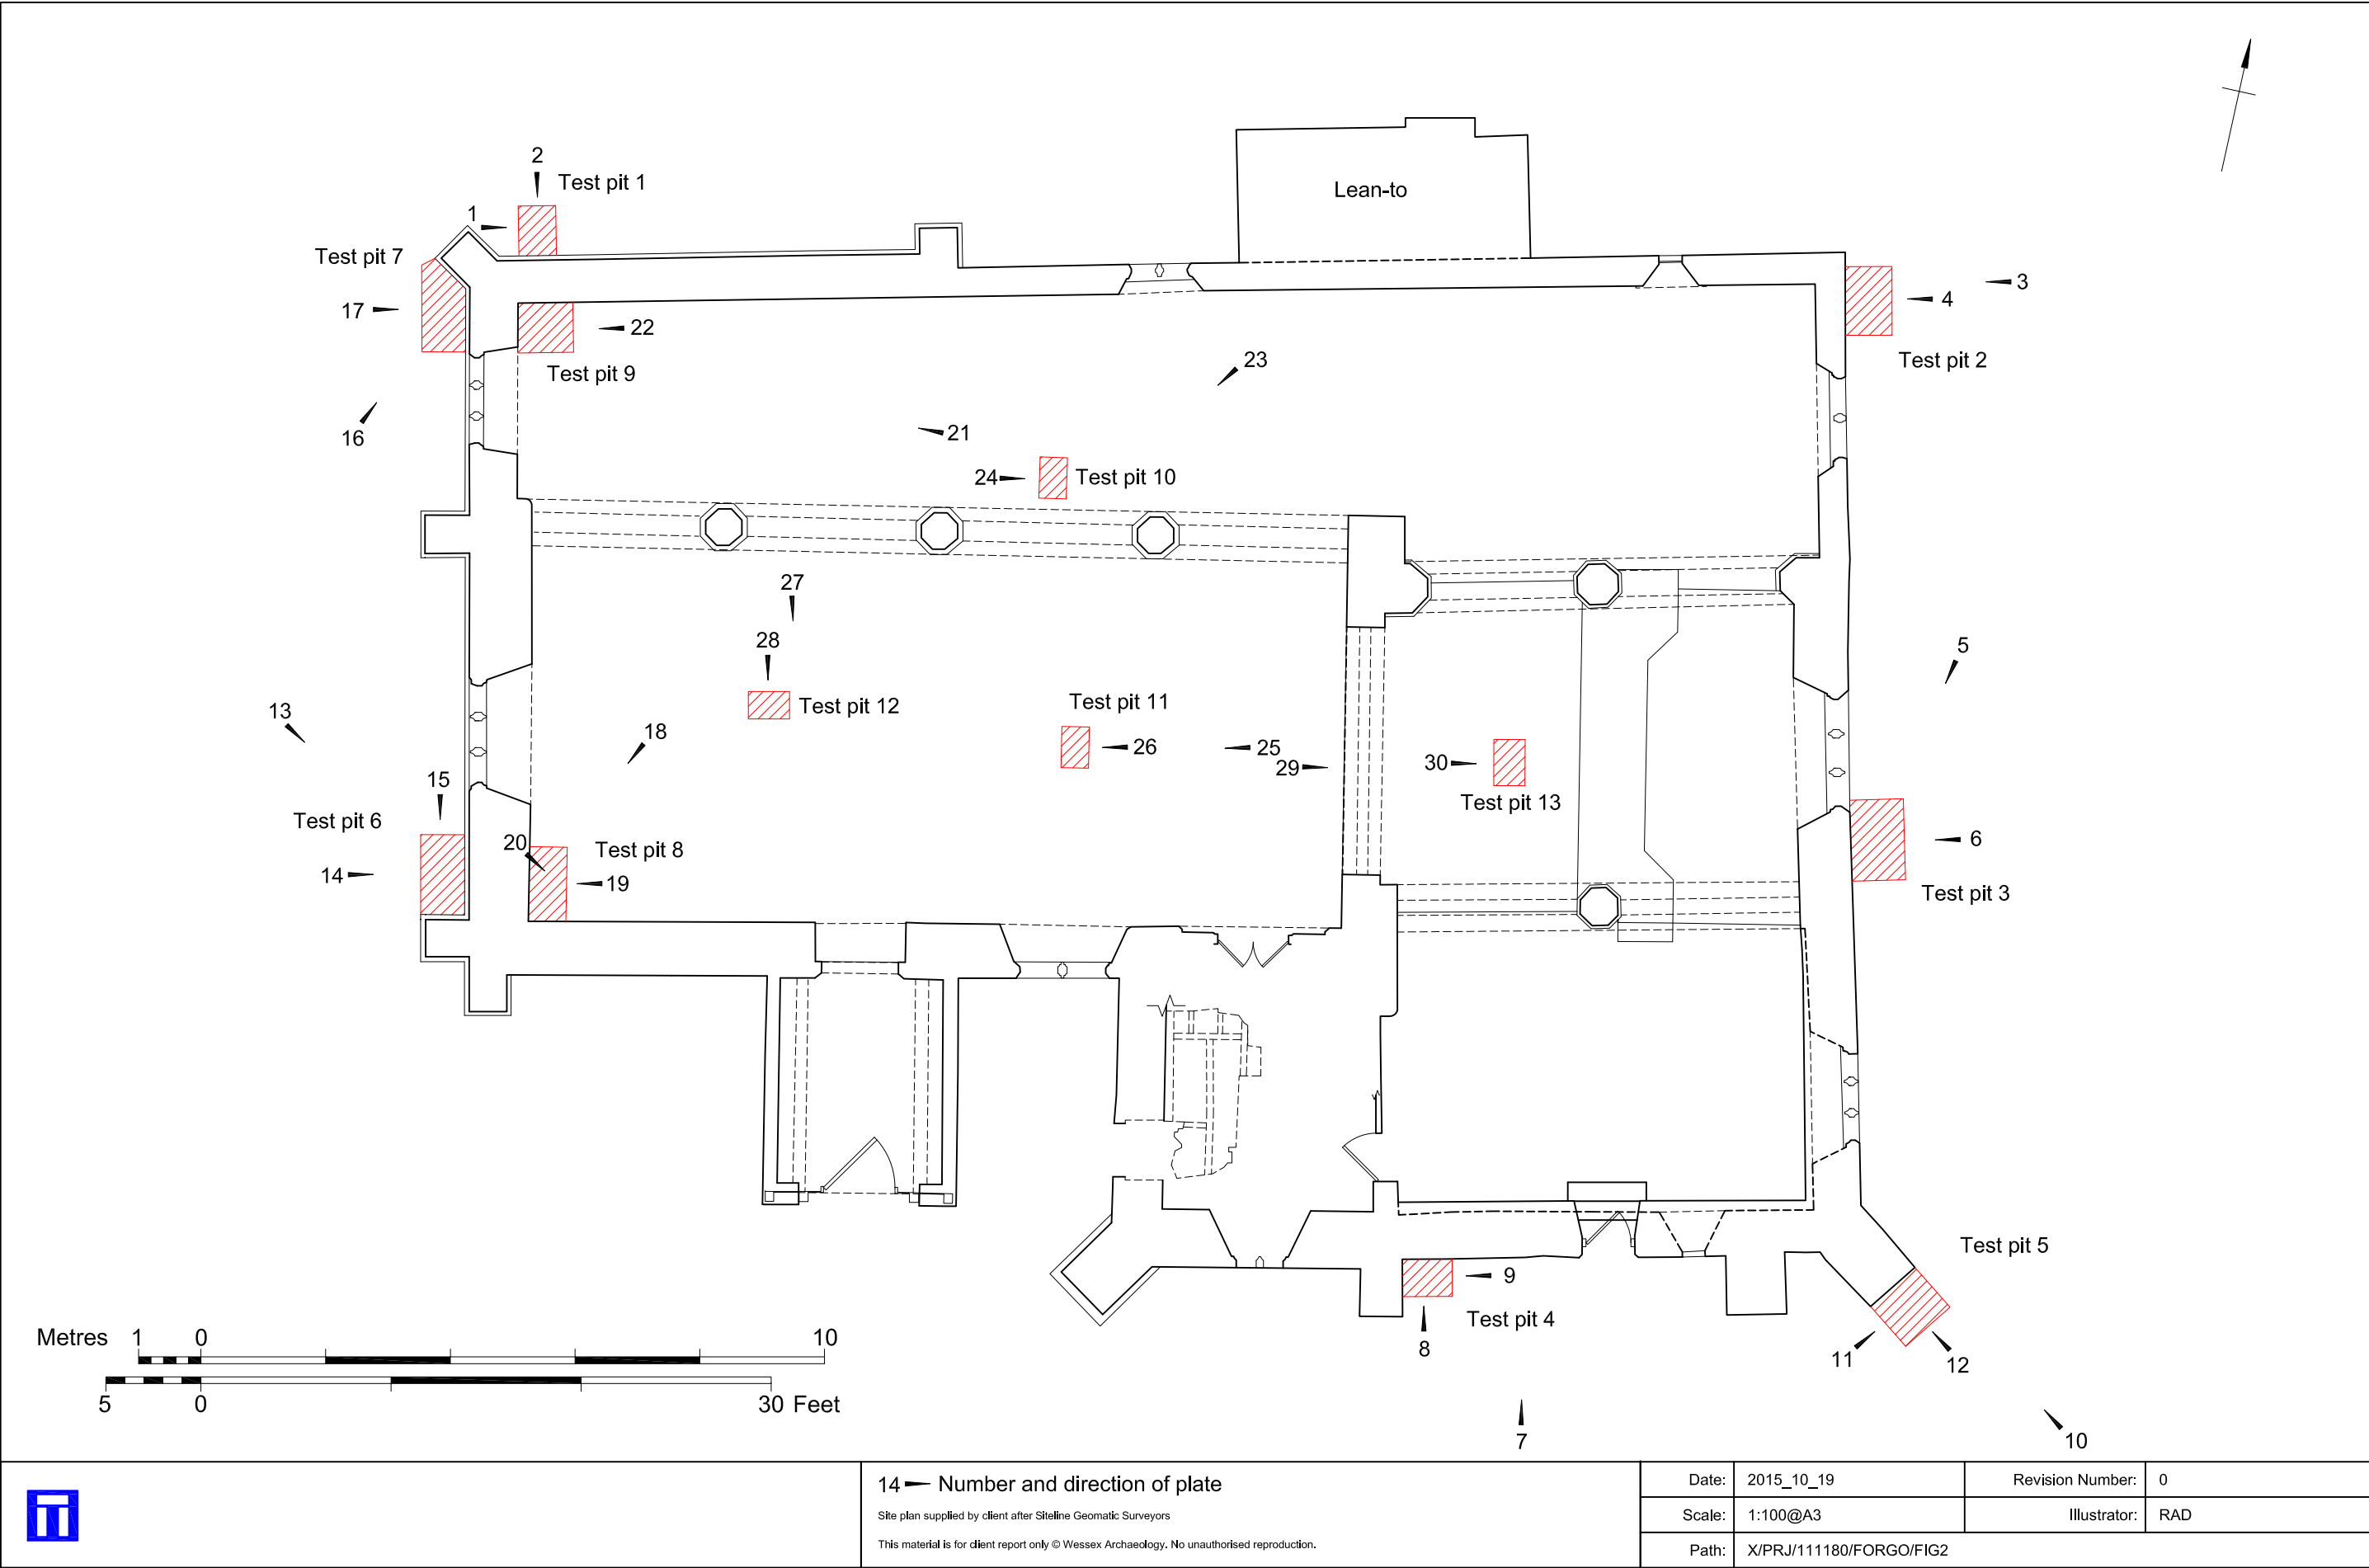 2
Test pit 1
Lean-to
1
Test pit 7
17
22
Test pit 9
3
4
Test pit 2
23
16
21
24
Test pit 10
27
28
Test pit 12
5
13
18
Test pit 11
26
25
29
30
Test pit 13
15
Test pit 6
14
20
Test pit 8
19
6
Test pit 3
Test pit 5
9
Test pit 4
8
11
12
7
10
Metres 1 0 10
5 0 30 Feet
14 Number and direction of plate
Site plan supplied by client after Siteline Geomatic Surveyors
This material is for client report only © Wessex Archaeology. No unauthorised reproduction.
Date: 2015_10_19 Revision Number: 0
Scale: 1:100@A3 Illustrator: RAD
Path: X/PRJ/111180/FORGO/FIG2